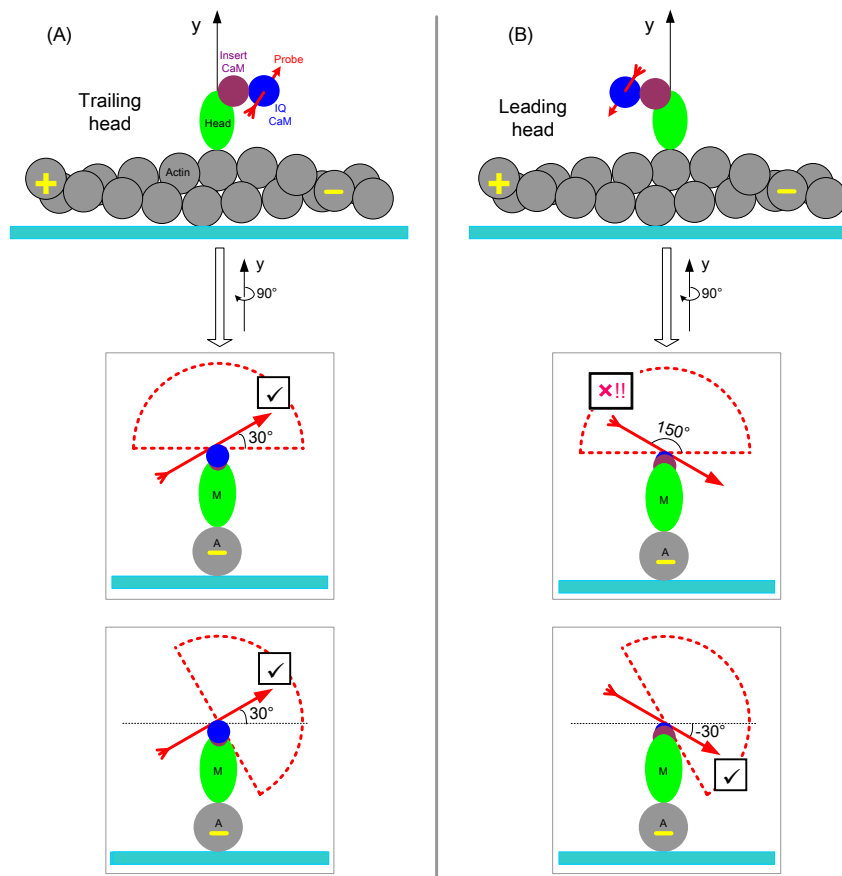 (A)
y
Insert
CaM
Probe
Trailing
head
IQ
CaM
Head
Actin
+
−
y
90°
✓
30°
M
A
−
✓
30°
M
A
−
(B)
y
Leading
head
+
−
y
90°
×!!
150°
M
A
−
-30°
✓
M
A
−